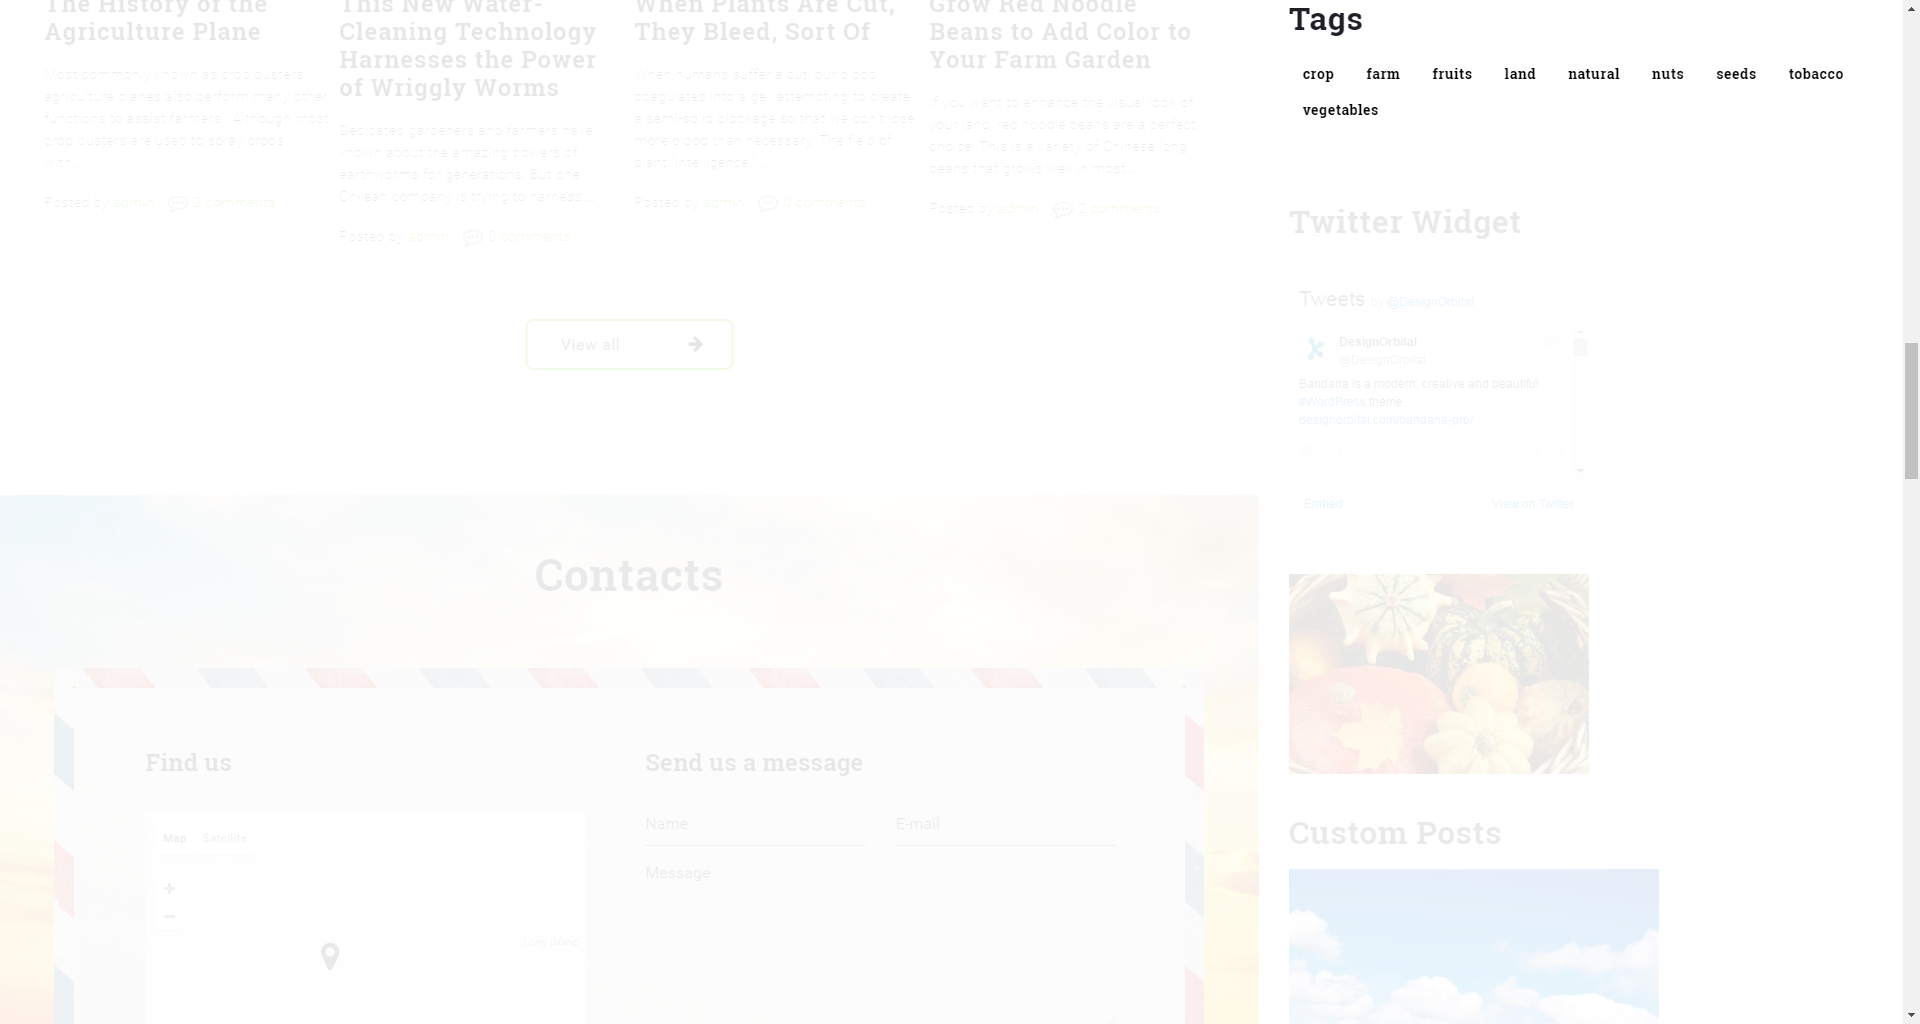 The History of the
Agriculture Plane
Most commonly known as crop dusters
agriculture planes also perform many other
functions to assist farmers. Although most
crop dusters are used to spray crops
with...
Posted by admin 2 comments
This New Water-
Cleaning Technology
Harnesses the Power
of Wriggly Worms
Dedicated gardeners and farmers have
known about the amazing powers of
earthworms for generations. But one
Chilean company is trying to harness...
Posted by admin 0 comments
When Plants Are Cut,
They Bleed, Sort Of
When humans suffer a cut, our blood
coagulates into a gel, attempting to create
a semi-solid blockage so that we don't lose
more blood than necessary. The field of
plant "intelligence"...
Posted by admin 0 comments
Grow Red Noodle
Beans to Add Color to
Your Farm Garden
If you want to enhance the visual look of
your land, red noodle beans are a perfect
choice! This is a variety of Chinese long
beans that grows well in most...
Posted by admin 2 comments
View all
Contacts
Find us
Map Satellite
+
−
Long Island
Send us a message
Name E-mail
Message
Tags
crop farm fruits land natural nuts seeds tobacco
vegetables
Twitter Widget
Tweets by @DesignOrbital
DesignOrbital
@DesignOrbital
Bandana is a modern, creative and beautiful
#WordPress theme.
designorbital.com/bandana-pro/
Embed View on Twitter
Custom Posts